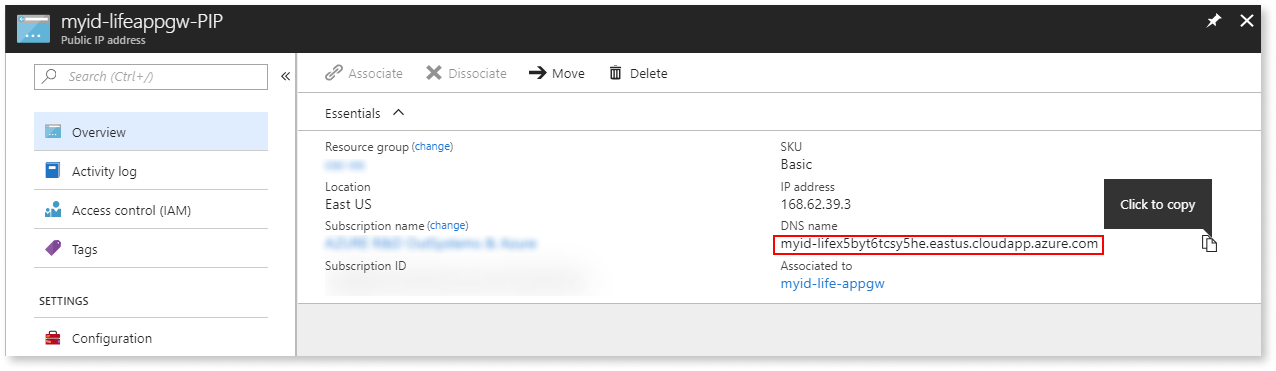 myid-lifeappgw-PIP
Public IP address
Search (Ctrl+/)
Overview
Activity log
Access control (IAM)
Tags
SETTINGS
Configuration
Associate Dissociate Move Delete
Essentials
Resource group (change)
Location
East US
Subscription name (change)
Subscription ID
SKU
Basic
IP address
168.62.39.3
DNS name
myid-lifex5byt6tcsy5he.eastus.cloudapp.azure.com
Associated to
myid-life-appgw
Click to copy